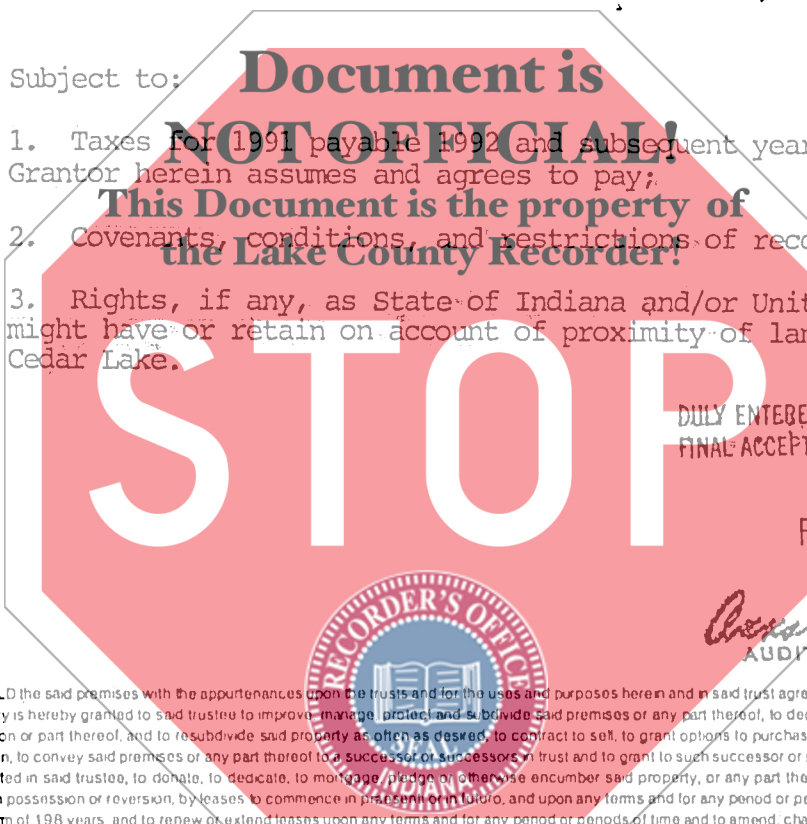 Subject to:
Document is
NOT OFFICIAL!
This Document is the property of
the Lake County Recorder!
STOP
1. Taxes for 1991 payable 1992 and subsequent year
Grantor herein assumes and agrees to pay;
2. Covenants, conditions, and restrictions of reco
3. Rights, if any, as State of Indiana and/or Unit
might have or retain on account of proximity of lan
Cedar Lake.
DULY ENTERE
FINAL ACCEPT
F
AUDIT
RECORDER'S OFFICE
SEAL
INDIANA
D the said premises with the appurtenances upon the trusts and for the uses and purposes herein and in said trust agre
y is hereby granted to said trustee to improve, manage, protect and subdivide said premises or any part thereof, to dec
on or part thereof, and to resubdivide said property as often as desired, to contract to sell, to grant options to purchas
n, to convey said premises or any part thereof to a successor or successors in trust and to grant to such successor or
ted in said trustee, to donate, to dedicate, to mortgage, pledge or otherwise encumber said property, or any part the
possession or reversion, by leases to commence in praesenti or in futuro, and upon any terms and for any period or pe
m of 198 years, and to renew or extend leases upon any terms and for any period or periods of time and to amend, cha